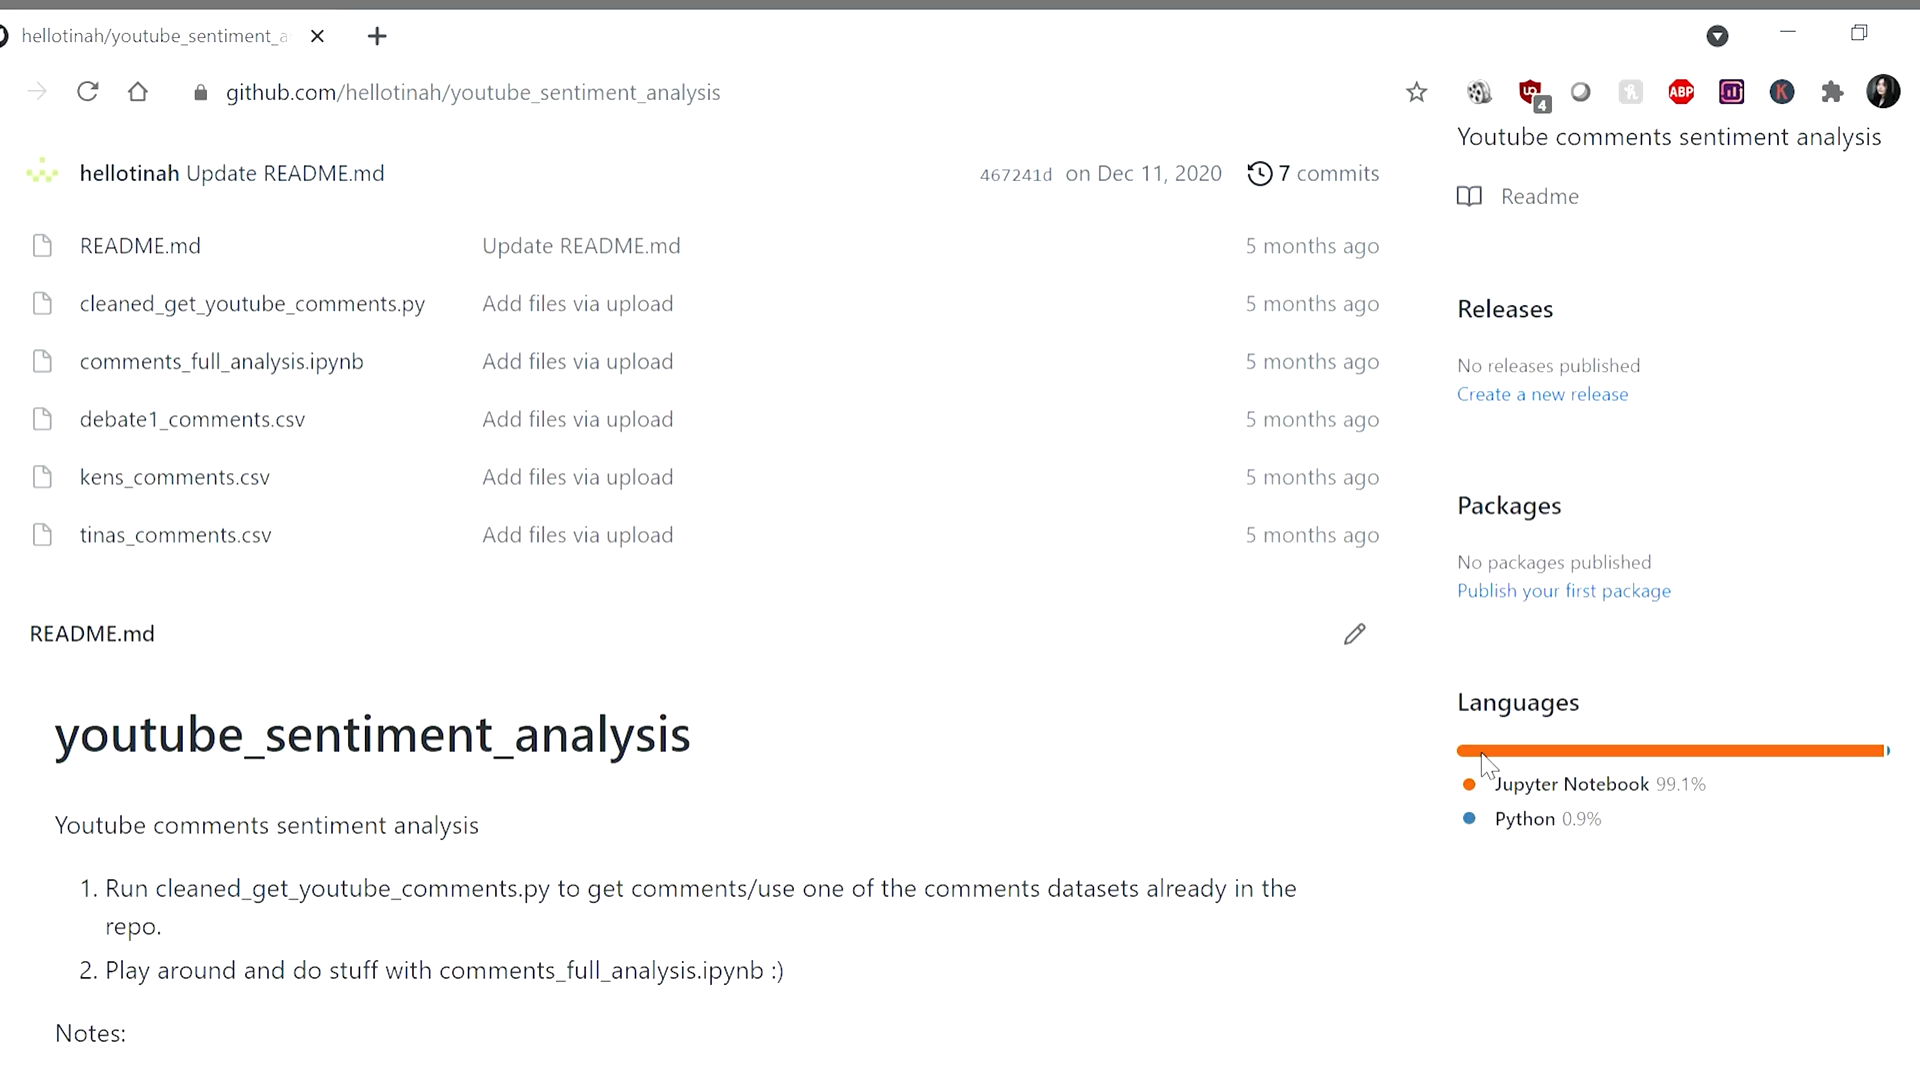 hellotinah/youtube_sentiment_a
github.com/hellotinah/youtube_sentiment_analysis
4
ABP
K
Youtube comments sentiment analysis
hellotinah Update README.md 467241d on Dec 11, 2020 7 commits
Readme
README.md Update README.md 5 months ago
cleaned_get_youtube_comments.py Add files via upload 5 months ago
Releases
comments_full_analysis.ipynb Add files via upload 5 months ago
No releases published
Create a new release
debate1_comments.csv Add files via upload 5 months ago
kens_comments.csv Add files via upload 5 months ago
Packages
tinas_comments.csv Add files via upload 5 months ago
No packages published
Publish your first package
README.md
Languages
youtube_sentiment_analysis
Jupyter Notebook 99.1%
Python 0.9%
Youtube comments sentiment analysis
1. Run cleaned_get_youtube_comments.py to get comments/use one of the comments datasets already in the
repo.
2. Play around and do stuff with comments_full_analysis.ipynb :)
Notes: